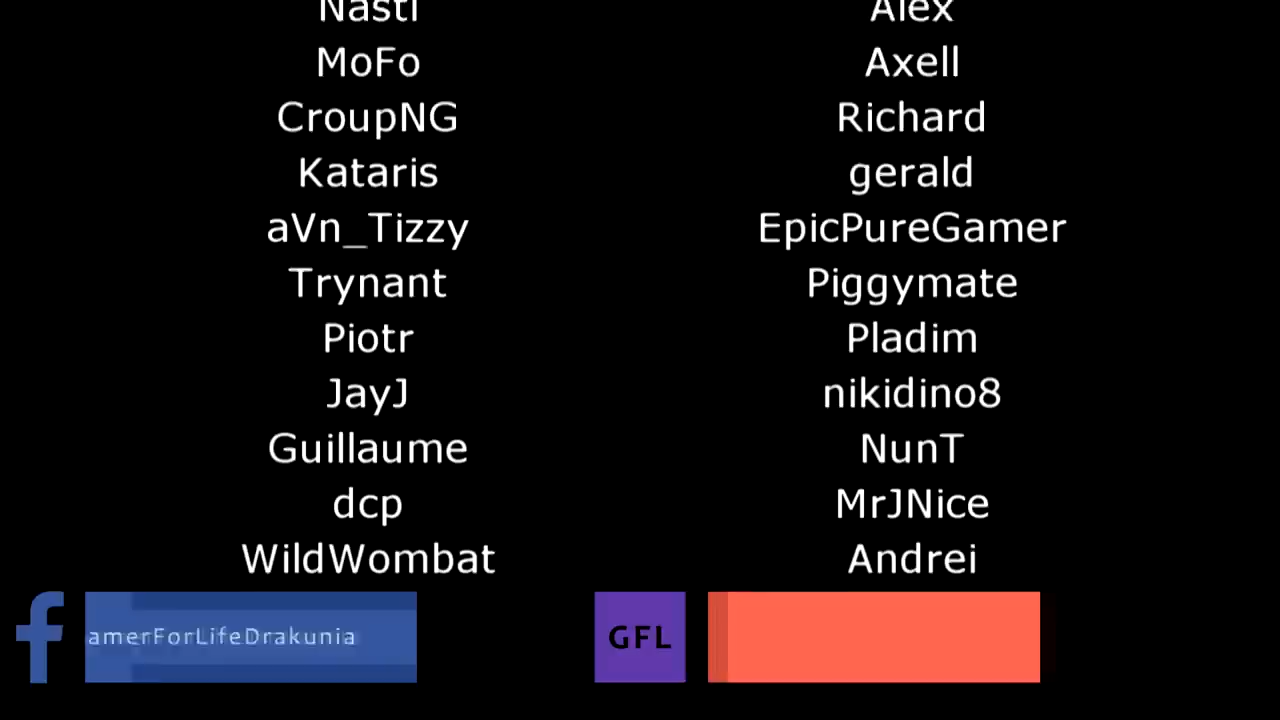 Nasti
Alex
MoFo
Axell
CroupNG
Richard
Kataris
gerald
aVn_Tizzy
EpicPureGamer
Trynant
Piggymate
Piotr
Pladim
JayJ
nikidino8
Guillaume
NunT
dcp
MrJNice
WildWombat
Andrei
f amerForLifeDrakunia
GFL